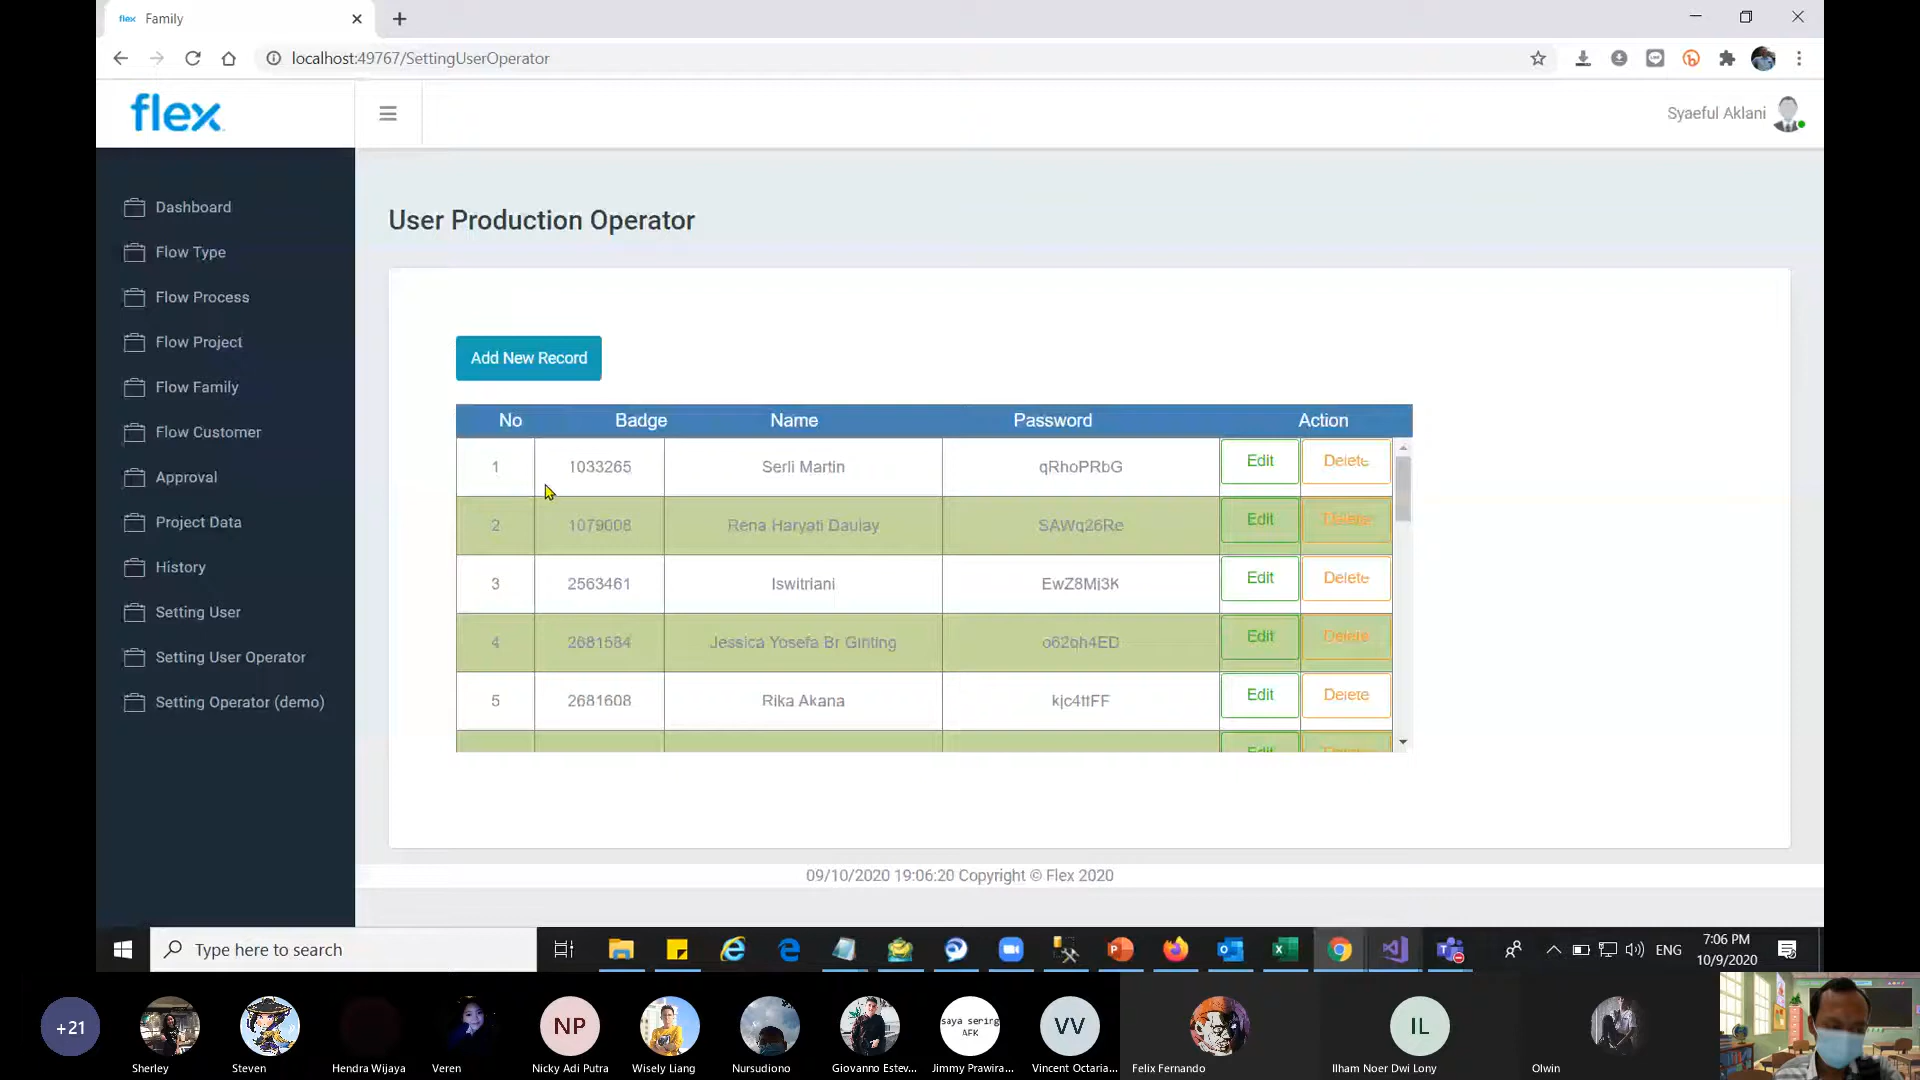 flex Family
localhost:49767/SettingUserOperator
flex
Syaeful Aklani
Dashboard
Flow Type
Flow Process
Flow Project
Flow Family
Flow Customer
Approval
Project Data
History
Setting User
Setting User Operator
Setting Operator (demo)
User Production Operator
Add New Record
No Badge Name Password Action
1 1033265 Serli Martin qRhoPRbG Edit Delete
2 1079008 Rena Haryati Daulay SAWq26Re Edit Delete
3 2563461 Iswitriani EwZ8Mj3K Edit Delete
4 2681584 Jessica Yosefa Br Ginting Edit Delete
5 2681608 Rika Akana Edit Delete
Edit
09/10/2020 19:06:20 Copyright © Flex 2020
Type here to search
ENG
7:06 PM
10/9/2020
+21
NP
saya sering
AFK
VV
IL
Sherley
Steven
Hendra Wijaya
Veren
Nicky Adi Putra
Wisely Liang
Nursudiono
Giovanno Estev...
Jimmy Prawira...
Vincent Octaria...
Felix Fernando
Ilham Noer Dwi Lony
Olwin